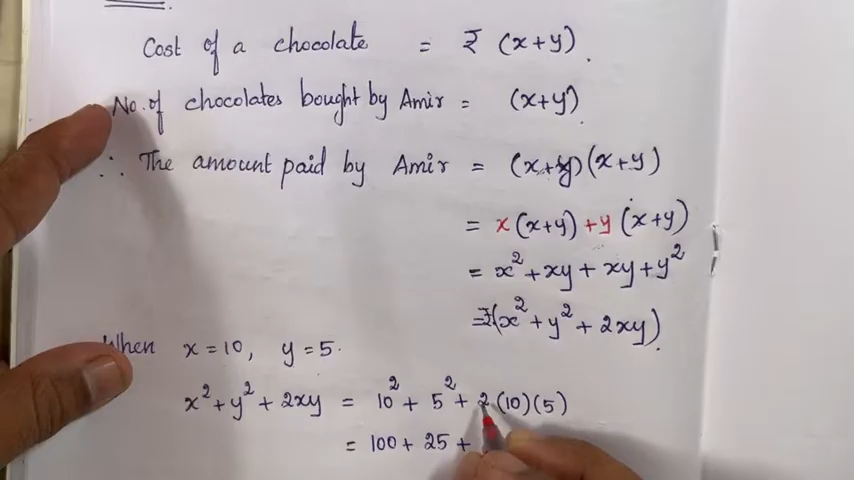 Cost of a chocolate = ₹ (x+y).
No. of chocolates bought by Amir = (x+y).
∴ The amount paid by Amir = (x+y)(x+y)
= x(x+y)+y(x+y)
= x²+xy+xy+y²
=₹(x²+y²+2xy).
When x=10, y=5.
x²+y²+2xy = 10²+5²+2(10)(5)
= 100+25+